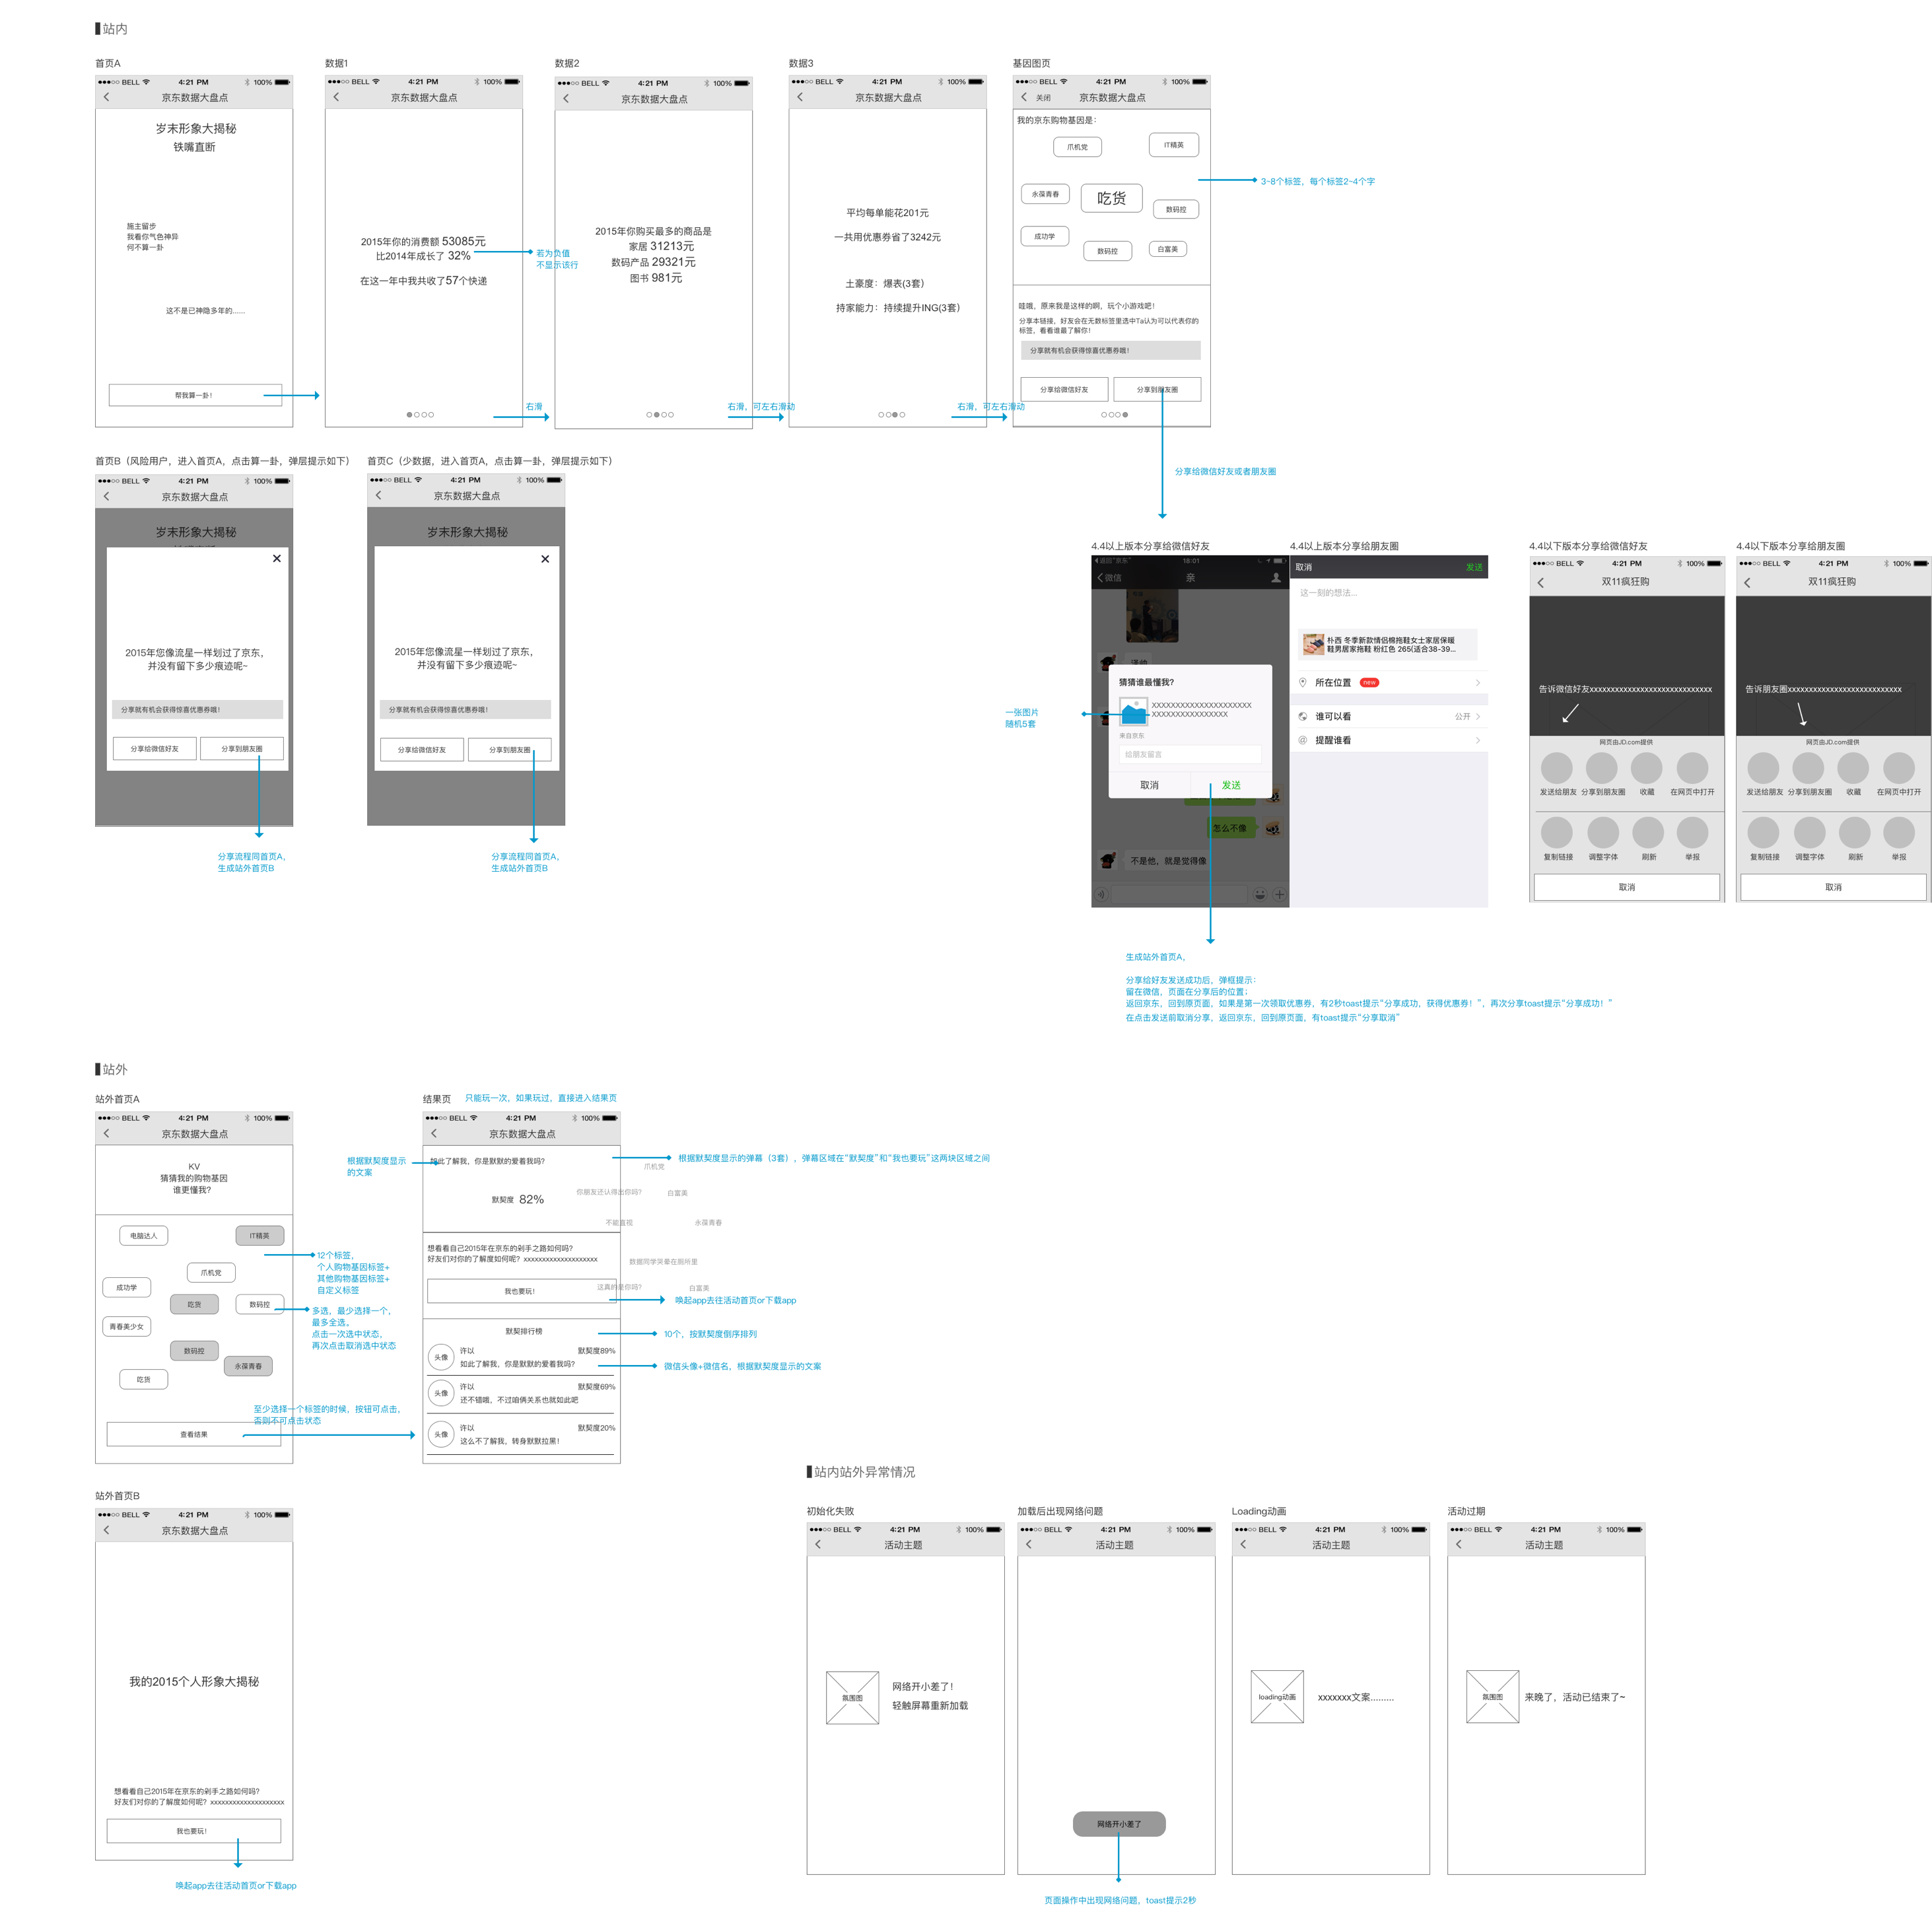 站内
首页A
●●●○○ BELL 4:21 PM 100%
京东数据大盘点
岁末形象大揭秘
铁嘴直断
施主留步
我看你气色神异
何不算一卦
这不是已神隐多年的......
帮我算一卦!
数据1
●●●○○ BELL 4:21 PM 100%
京东数据大盘点
2015年你的消费额 53085元
比2014年成长了 32%
在这一年中我共收了57个快递
若为负值
不显示该行
右滑
数据2
●●●○○ BELL 4:21 PM 100%
京东数据大盘点
2015年你购买最多的商品是
家居 31213元
数码产品 29321元
图书 981元
右滑，可左右滑动
数据3
●●●○○ BELL 4:21 PM 100%
京东数据大盘点
平均每单能花201元
一共用优惠券省了3242元
土豪度：爆表(3套)
持家能力：持续提升ING(3套)
右滑，可左右滑动
基因图页
●●●○○ BELL 4:21 PM 100%
关闭 京东数据大盘点
我的京东购物基因是：
爪机党
IT精英
永葆青春
吃货
数码控
成功学
数码控
白富美
3~8个标签，每个标签2~4个字
哇哦，原来我是这样的啊，玩个小游戏吧!
分享本链接，好友会在无数标签里选中Ta认为可以代表你的
标签，看看谁最了解你!
分享就有机会获得惊喜优惠券哦!
分享给微信好友
分享到朋友圈
分享给微信好友或者朋友圈
首页B（风险用户，进入首页A，点击算一卦，弹层提示如下）
●●●○○ BELL 4:21 PM 100%
京东数据大盘点
岁末形象大揭秘
2015年您像流星一样划过了京东，
并没有留下多少痕迹呢~
分享就有机会获得惊喜优惠券哦!
分享给微信好友
分享到朋友圈
分享流程同首页A，
生成站外首页B
首页C（少数据，进入首页A，点击算一卦，弹层提示如下）
●●●○○ BELL 4:21 PM 100%
京东数据大盘点
岁末形象大揭秘
2015年您像流星一样划过了京东，
并没有留下多少痕迹呢~
分享就有机会获得惊喜优惠券哦!
分享给微信好友
分享到朋友圈
分享流程同首页A，
生成站外首页B
4.4以上版本分享给微信好友
返回"京东" 18:01
微信 亲
猜猜谁最懂我?
XXXXXXXXXXXXXXXXXXXXX
XXXXXXXXXXXXXXXX
来自京东
给朋友留言
取消 发送
怎么不像
不是他，就是觉得像
一张图片
随机5套
4.4以上版本分享给朋友圈
取消 发送
这一刻的想法...
朴西 冬季新款情侣棉拖鞋女士家居保暖
鞋男居家拖鞋 粉红色 265(适合38-39...
所在位置 new
谁可以看 公开
提醒谁看
4.4以下版本分享给微信好友
●●●○○ BELL 4:21 PM 100%
双11疯狂购
告诉微信好友xxxxxxxxxxxxxxxxxxxxxxxxxxxxx
网页由JD.com提供
发送给朋友 分享到朋友圈 收藏 在网页中打开
复制链接 调整字体 刷新 举报
取消
4.4以下版本分享给朋友圈
●●●○○ BELL 4:21 PM 100%
双11疯狂购
告诉朋友圈xxxxxxxxxxxxxxxxxxxxxxxxxxx
网页由JD.com提供
发送给朋友 分享到朋友圈 收藏 在网页中打开
复制链接 调整字体 刷新 举报
取消
生成站外首页A，
分享给好友发送成功后，弹框提示：
留在微信，页面在分享后的位置；
返回京东，回到原页面，如果是第一次领取优惠券，有2秒toast提示“分享成功，获得优惠券！”，再次分享toast提示“分享成功！”
在点击发送前取消分享，返回京东，回到原页面，有toast提示“分享取消”
站外
站外首页A
●●●○○ BELL 4:21 PM 100%
京东数据大盘点
KV
猜猜我的购物基因
谁更懂我?
电脑达人
IT精英
爪机党
成功学
吃货
数码控
青春美少女
数码控
永葆青春
吃货
查看结果
12个标签，
个人购物基因标签+
其他购物基因标签+
自定义标签
多选，最少选择一个，
最多全选。
点击一次选中状态，
再次点击取消选中状态
至少选择一个标签的时候，按钮可点击，
否则不可点击状态
结果页 只能玩一次，如果玩过，直接进入结果页
●●●○○ BELL 4:21 PM 100%
京东数据大盘点
根据默契度显示
的文案
如此了解我，你是默默的爱着我吗?
默契度 82%
根据默契度显示的弹幕（3套），弹幕区域在“默契度”和“我也要玩”这两块区域之间
爪机党
你朋友还认得出你吗?
白富美
不能直视
永葆青春
数据同学哭晕在厕所里
这真的是你吗?
白富美
想看看自己2015年在京东的剁手之路如何吗?
好友们对你的了解度如何呢? xxxxxxxxxxxxxxxxxxx
我也要玩!
唤起app去往活动首页or下载app
默契排行榜
10个，按默契度倒序排列
头像 许以 默契度89%
如此了解我，你是默默的爱着我吗?
微信头像+微信名，根据默契度显示的文案
头像 许以 默契度69%
还不错哦，不过咱俩关系也就如此吧
头像 许以 默契度20%
这么不了解我，转身默默拉黑!
站外首页B
●●●○○ BELL 4:21 PM 100%
京东数据大盘点
我的2015个人形象大揭秘
想看看自己2015年在京东的剁手之路如何吗?
好友们对你的了解度如何呢? xxxxxxxxxxxxxxxxxxx
我也要玩!
唤起app去往活动首页or下载app
站内站外异常情况
初始化失败
●●●○○ BELL 4:21 PM 100%
活动主题
氛围图
网络开小差了!
轻触屏幕重新加载
加载后出现网络问题
●●●○○ BELL 4:21 PM 100%
活动主题
网络开小差了
页面操作中出现网络问题，toast提示2秒
Loading动画
●●●○○ BELL 4:21 PM 100%
活动主题
loading动画
xxxxxxx文案.........
活动过期
●●●○○ BELL 4:21 PM 100%
活动主题
氛围图
来晚了，活动已结束了~